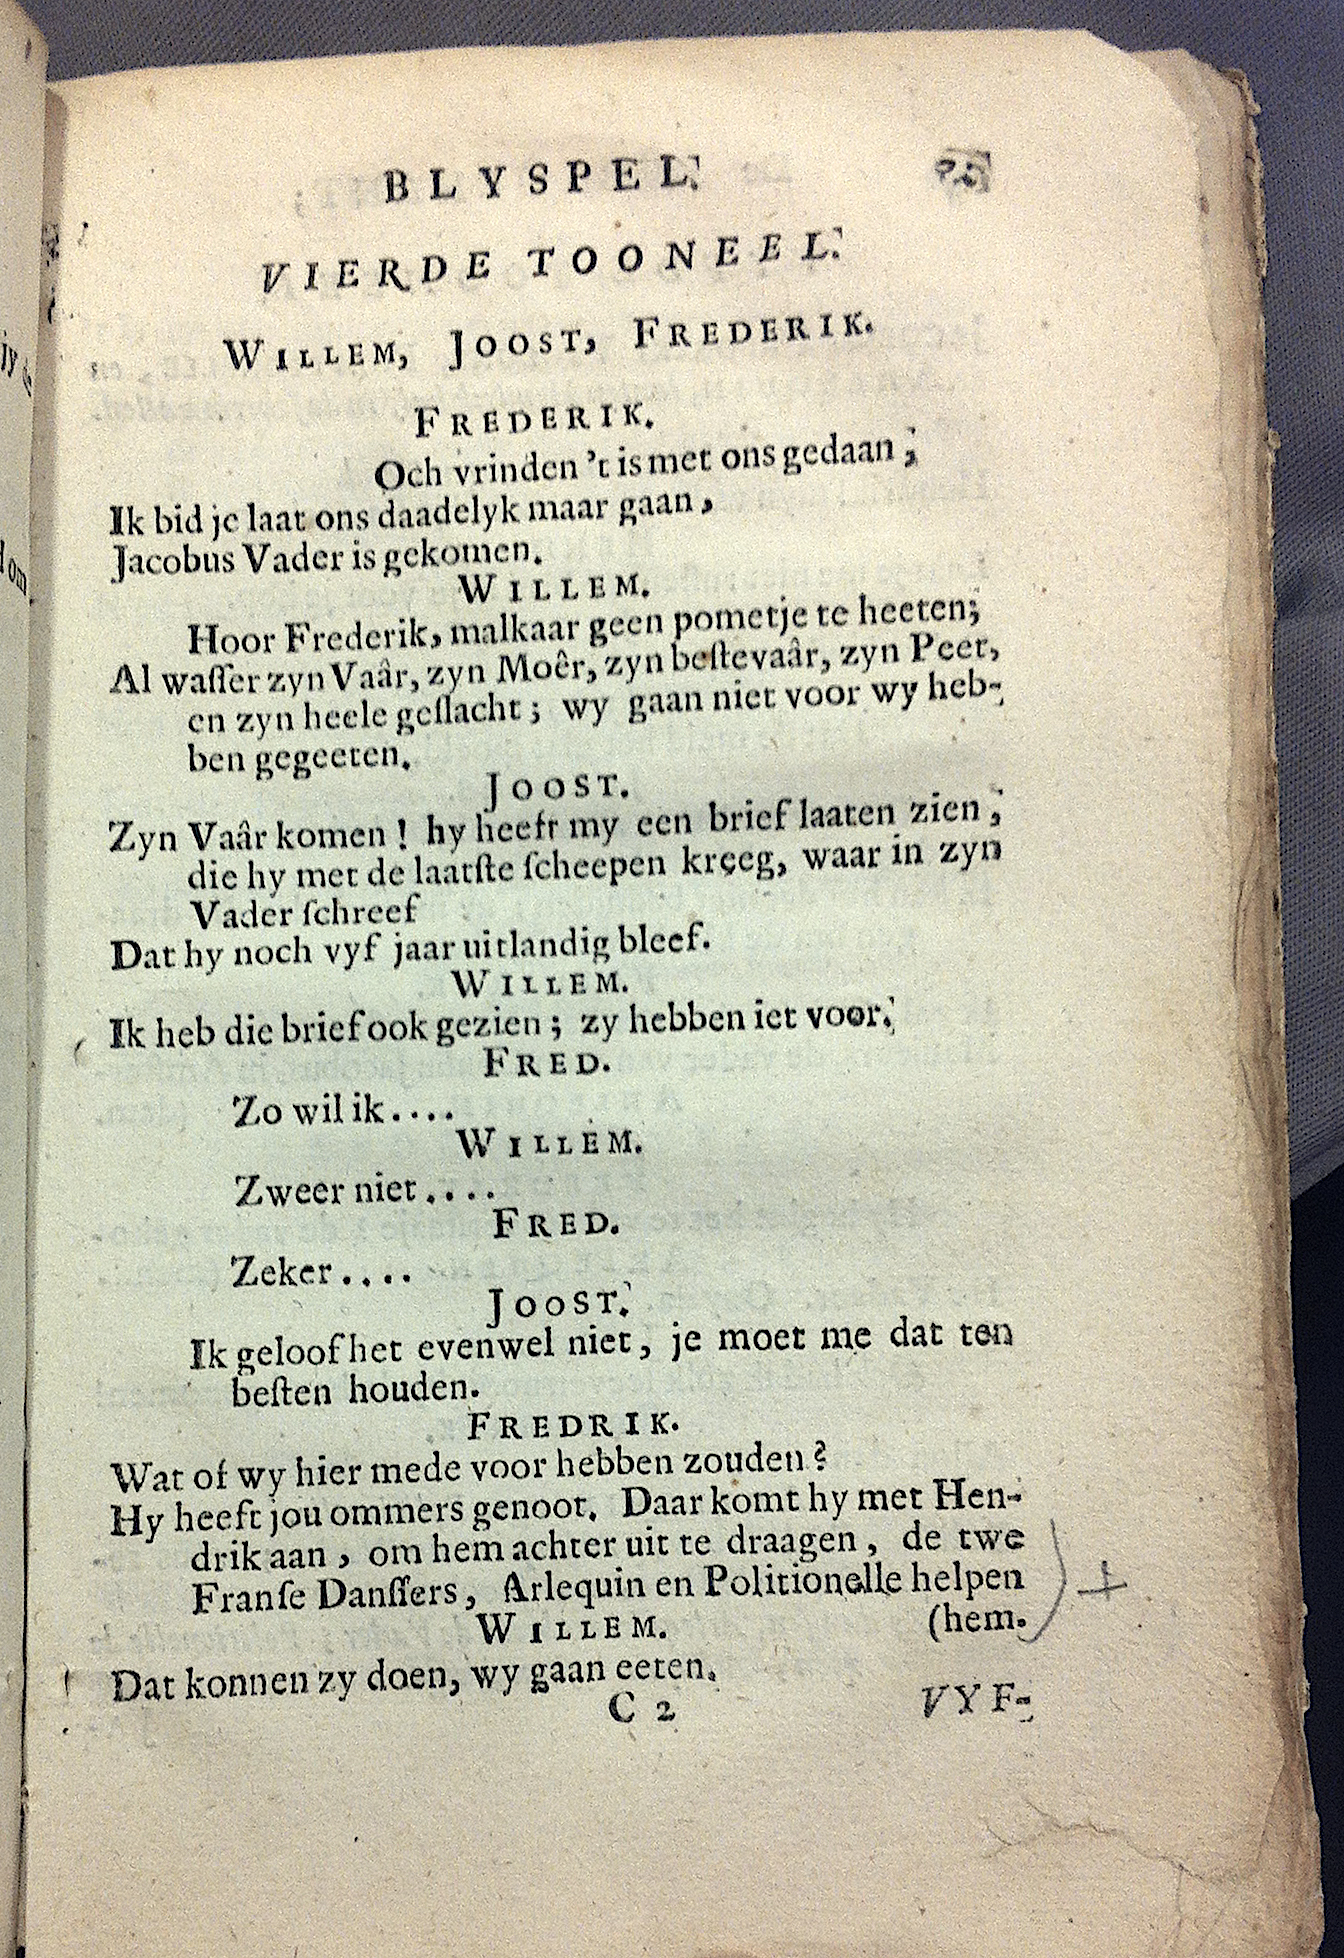 BLYSPEL.
VIERDE TOONEEL.
WILLEM, JOOST, FREDERIK.
FREDERIK.
Och vrinden 't is met ons gedaan;
Ik bid je laat ons daadelyk maar gaan,
Jacobus Vader is gekomen.
WILLEM.
Hoor Frederik, malkaar geen pometje te heeten;
Al waſſer zyn Vaâr, zyn Moêr, zyn beſtevaâr, zyn Peet,
en zyn heele geſlacht; wy gaan niet voor wy heb-
ben gegeeten.
JOOST.
Zyn Vaâr komen! hy heeft my een brief laaten zien,
die hy met de laatſte ſcheepen kreeg, waar in zyn
Vader ſchreef
Dat hy noch vyf jaar uitlandig bleef.
WILLEM.
Ik heb die brief ook gezien; zy hebben iet voor.
FRED.
Zo wil ik....
WILLEM.
Zweer niet....
FRED.
Zeker....
JOOST.
Ik geloof het evenwel niet, je moet me dat ten
beſten houden.
FREDRIK.
Wat of wy hier mede voor hebben zouden?
Hy heeft jou ommers genoot. Daar komt hy met Hen-
drik aan, om hem achter uit te draagen, de twe
Franſe Danſſers, Arlequin en Politionelle helpen
(hem.
WILLEM.
Dat konnen zy doen, wy gaan eeten.
C 2 VYF-